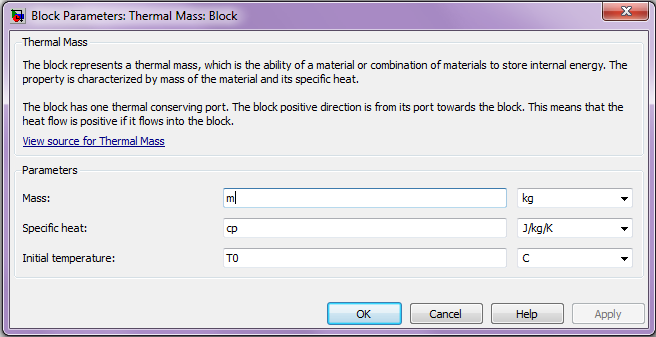 Block Parameters: Thermal Mass: Block
Thermal Mass
The block represents a thermal mass, which is the ability of a material or combination of materials to store internal energy. The
property is characterized by mass of the material and its specific heat.
The block has one thermal conserving port. The block positive direction is from its port towards the block. This means that the
heat flow is positive if it flows into the block.
View source for Thermal Mass
Parameters
Mass: m kg
Specific heat: cp J/kg/K
Initial temperature: T0 C
OK Cancel Help Apply